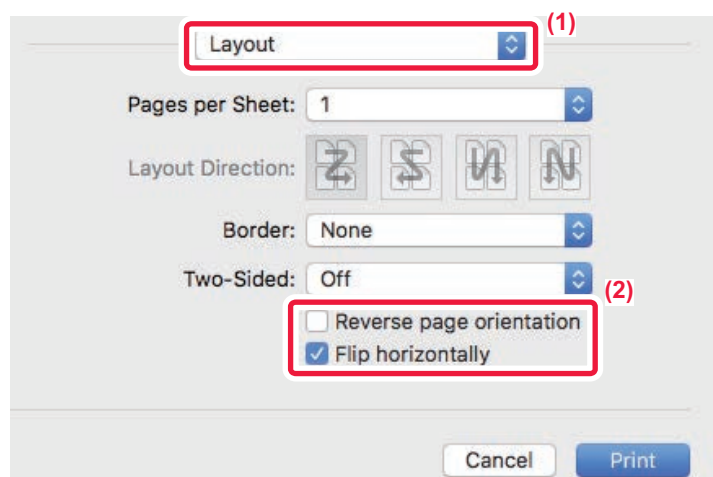 (1)
Layout
Pages per Sheet: 1
Layout Direction:
Border: None
Two-Sided: Off
(2)
Reverse page orientation
Flip horizontally
Cancel Print